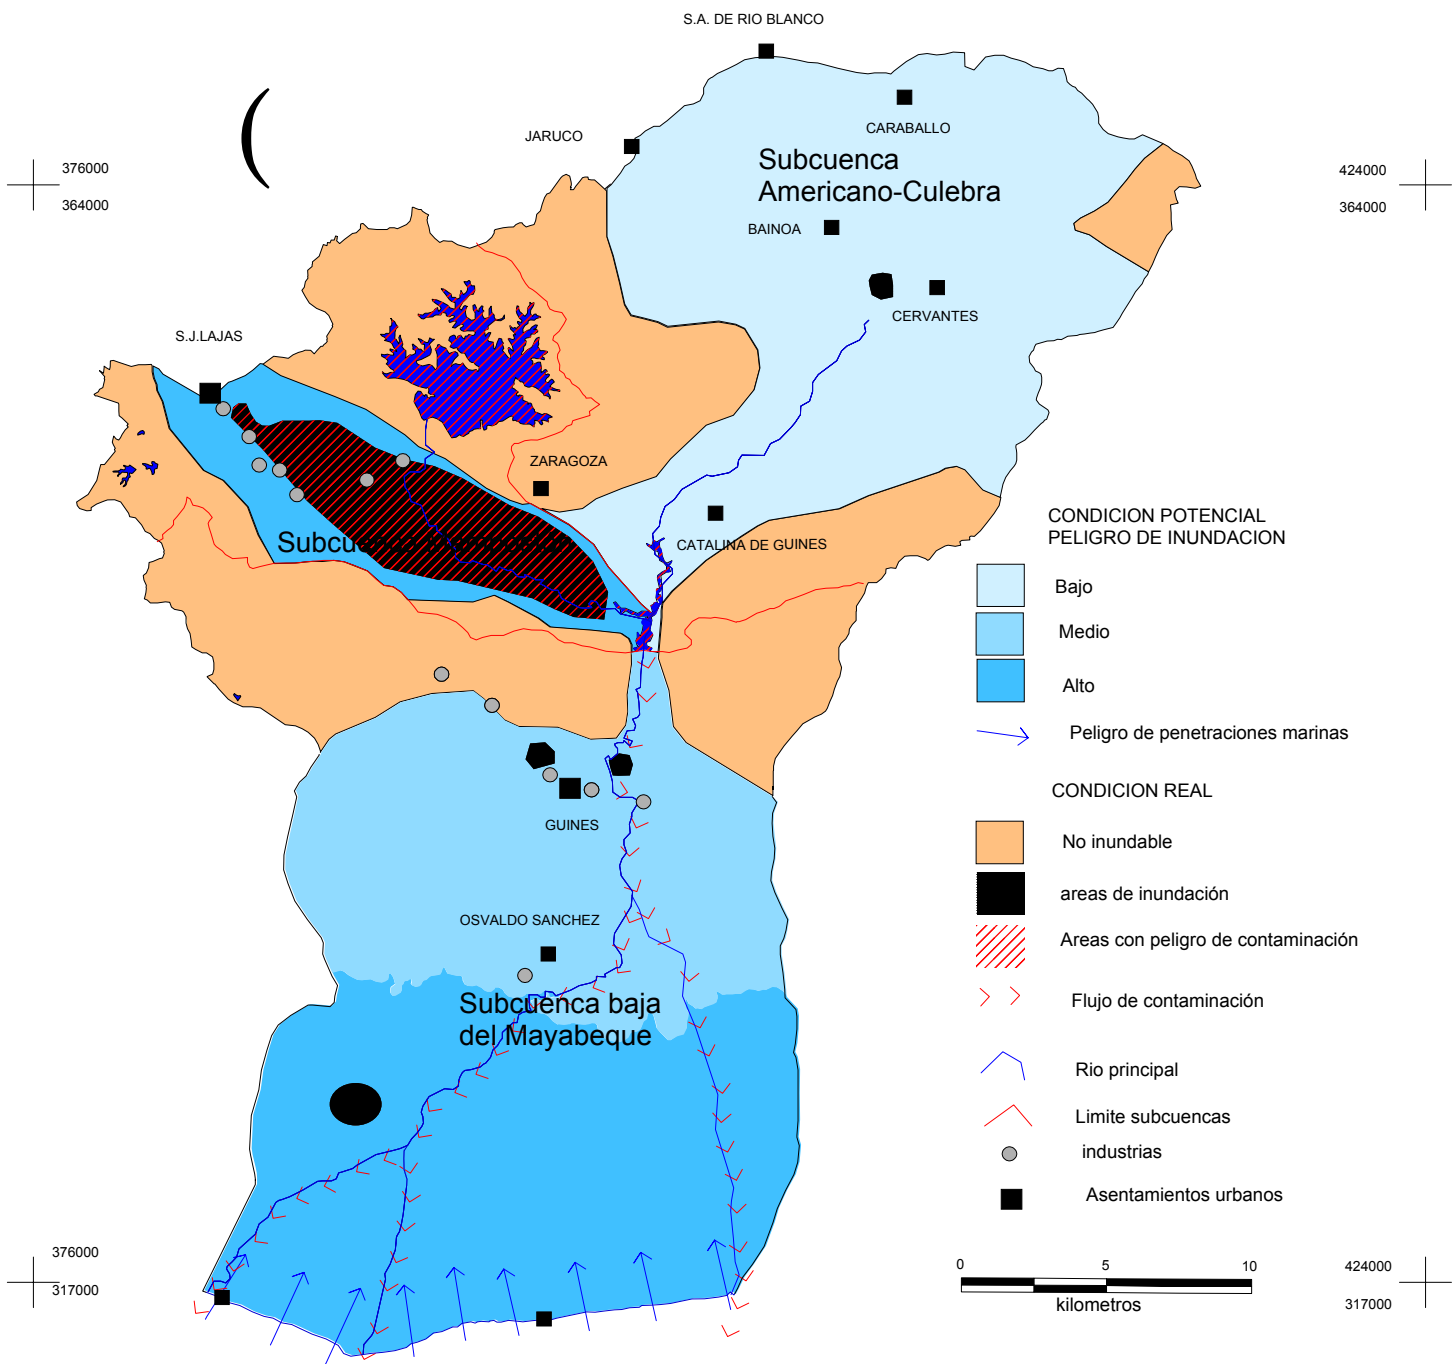 S.A. DE RIO BLANCO
CARABALLO
JARUCO
Subcuenca
Americano-Culebra
376000
364000
424000
364000
BAINOA
CERVANTES
S.J.LAJAS
ZARAGOZA
CATALINA DE GUINES
GUINES
OSVALDO SANCHEZ
Subcuenca baja
del Mayabeque
CONDICION POTENCIAL
PELIGRO DE INUNDACION
Bajo
Medio
Alto
Peligro de penetraciones marinas
CONDICION REAL
No inundable
areas de inundación
Areas con peligro de contaminación
Flujo de contaminación
Rio principal
Limite subcuencas
industrias
Asentamientos urbanos
376000
317000
0 5 10
kilometros
424000
317000